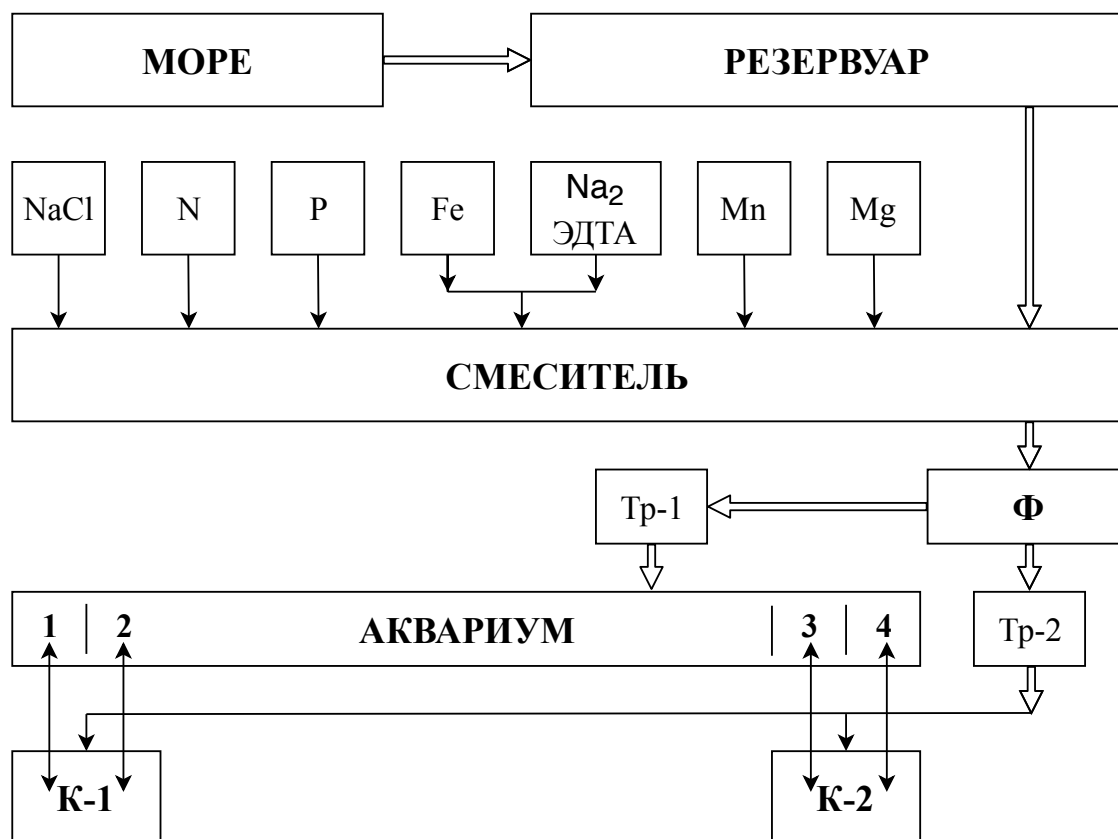 МОРЕ
РЕЗЕРВУАР
NaCl
N
P
Fe
Na2
ЭДТА
Mn
Mg
СМЕСИТЕЛЬ
Тр-1
Ф
1
2
АКВАРИУМ
3
4
Тр-2
К-1
К-2